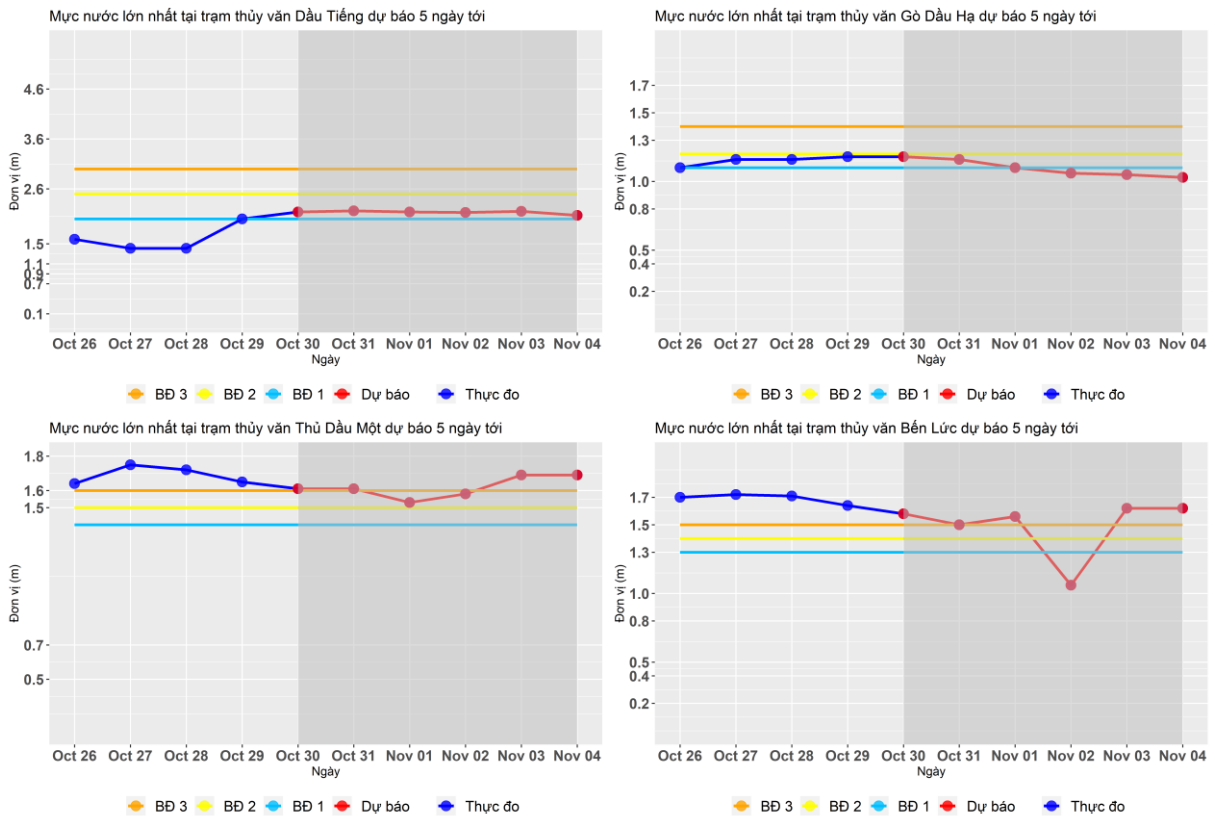 Mực nước lớn nhất tại trạm thủy văn Dầu Tiếng dự báo 5 ngày tới
Đơn vị (m)
4.6
3.6
2.6
1.5
1.1
0.9
0.7
0.1
Oct 26 Oct 27 Oct 28 Oct 29 Oct 30 Oct 31 Nov 01 Nov 02 Nov 03 Nov 04
Ngày
BĐ 3 BĐ 2 BĐ 1 Dự báo Thực đo
Mực nước lớn nhất tại trạm thủy văn Gò Dầu Hạ dự báo 5 ngày tới
Đơn vị (m)
1.7
1.5
1.3
1.0
0.8
0.5
0.4
0.2
Oct 26 Oct 27 Oct 28 Oct 29 Oct 30 Oct 31 Nov 01 Nov 02 Nov 03 Nov 04
Ngày
BĐ 3 BĐ 2 BĐ 1 Dự báo Thực đo
Mực nước lớn nhất tại trạm thủy văn Thủ Dầu Một dự báo 5 ngày tới
Đơn vị (m)
1.8
1.6
1.5
0.7
0.5
Oct 26 Oct 27 Oct 28 Oct 29 Oct 30 Oct 31 Nov 01 Nov 02 Nov 03 Nov 04
Ngày
BĐ 3 BĐ 2 BĐ 1 Dự báo Thực đo
Mực nước lớn nhất tại trạm thủy văn Bến Lức dự báo 5 ngày tới
Đơn vị (m)
1.7
1.5
1.3
1.0
0.8
0.5
0.4
0.2
Oct 26 Oct 27 Oct 28 Oct 29 Oct 30 Oct 31 Nov 01 Nov 02 Nov 03 Nov 04
Ngày
BĐ 3 BĐ 2 BĐ 1 Dự báo Thực đo